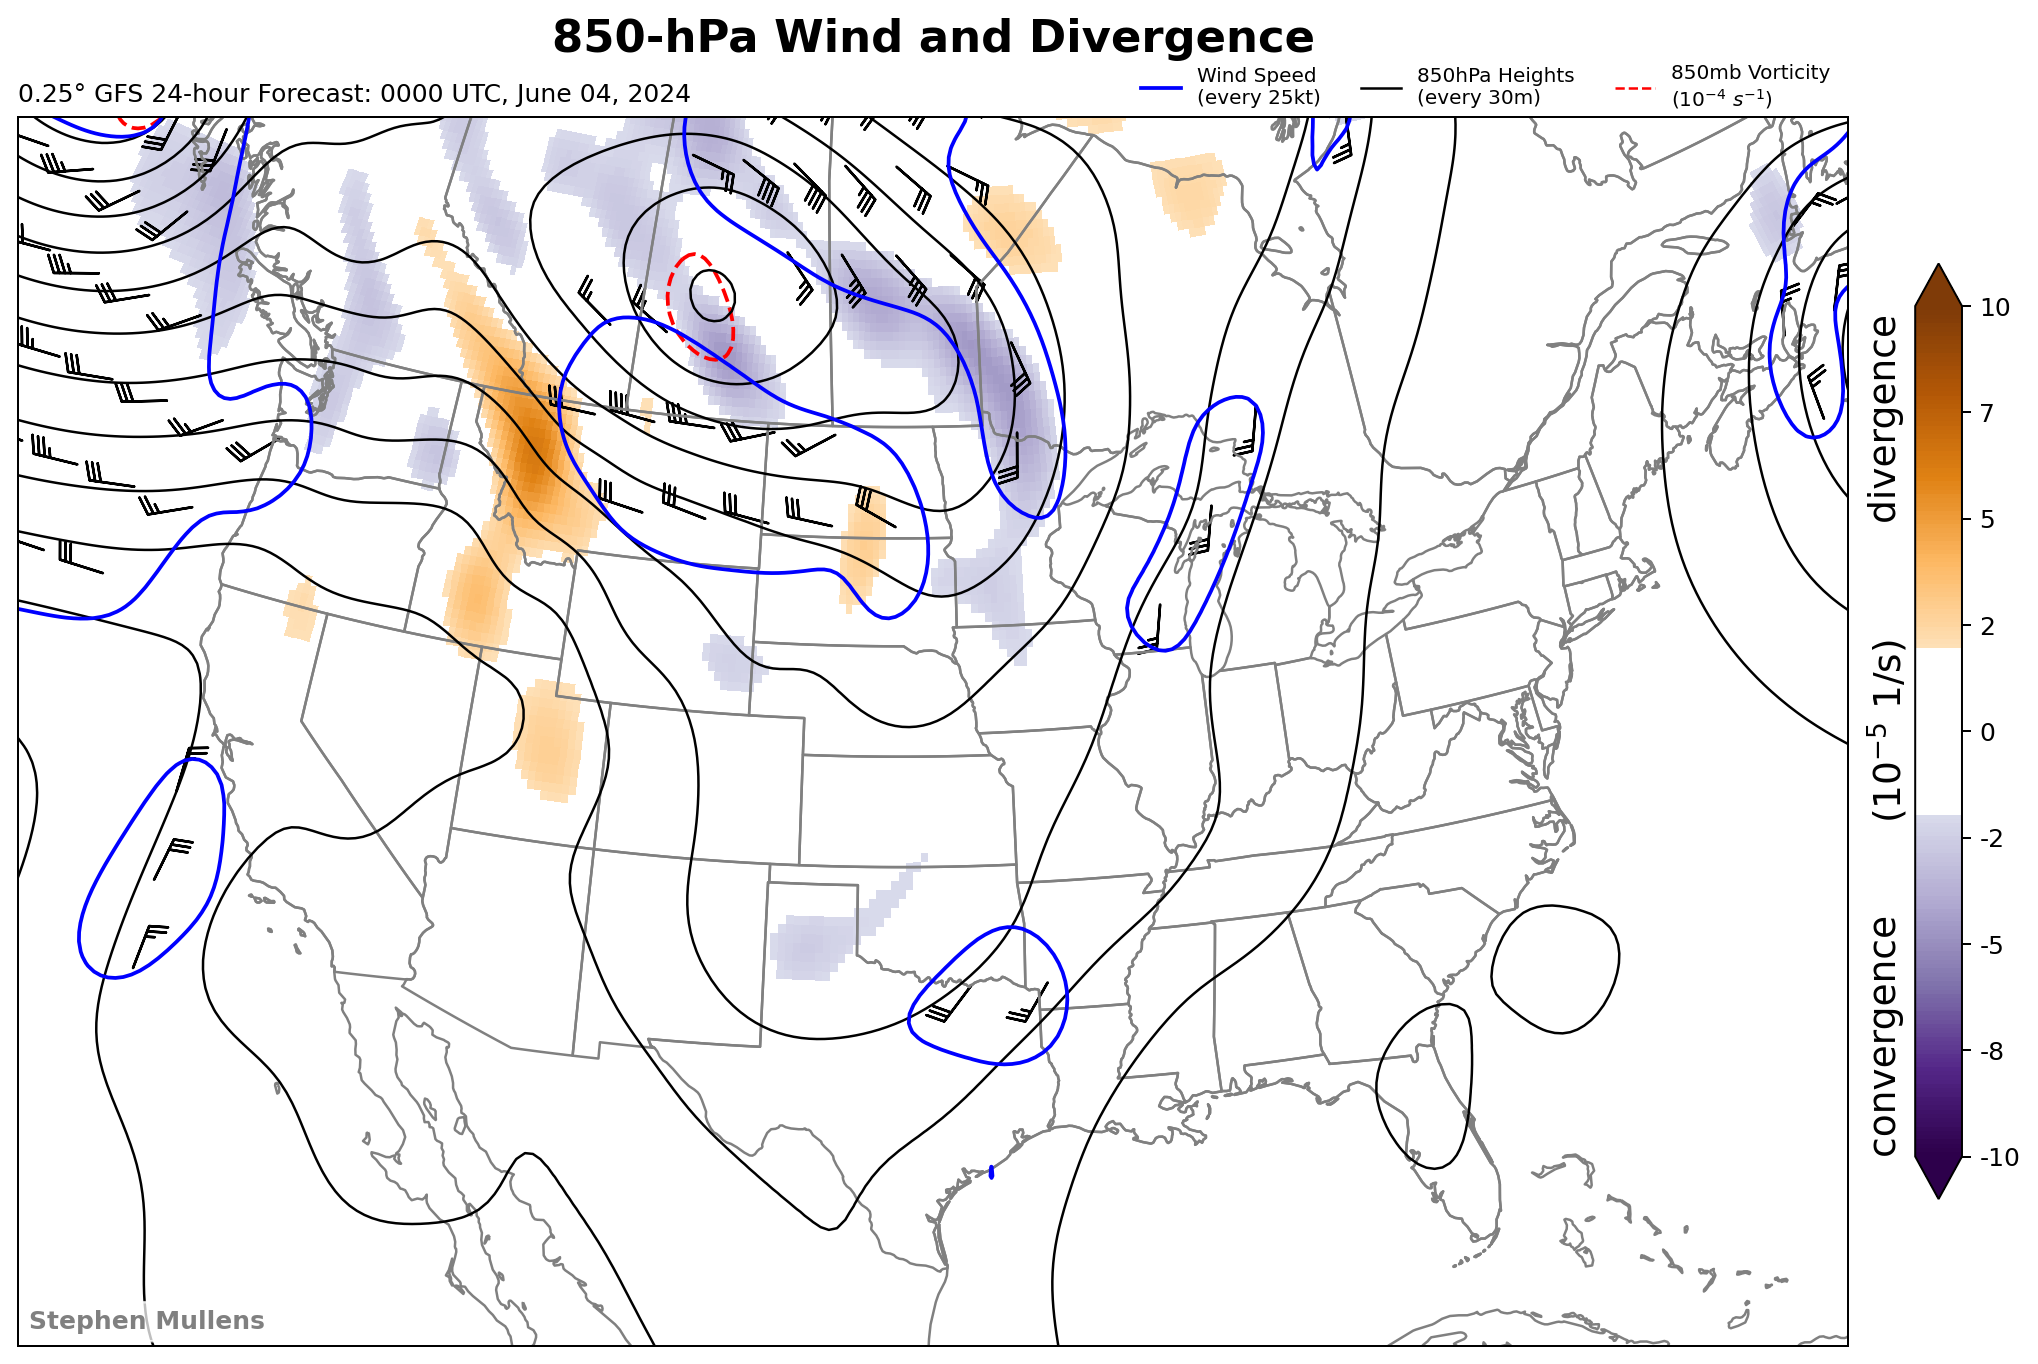 850-hPa Wind and Divergence
0.25° GFS 24-hour Forecast: 0000 UTC, June 04, 2024
Wind Speed
(every 25kt)
850hPa Heights
(every 30m)
850mb Vorticity
(10⁻⁴ s⁻¹)
10
7
5
2
0
-2
-5
-8
-10
convergence (10⁻⁵ 1/s) divergence
Stephen Mullens